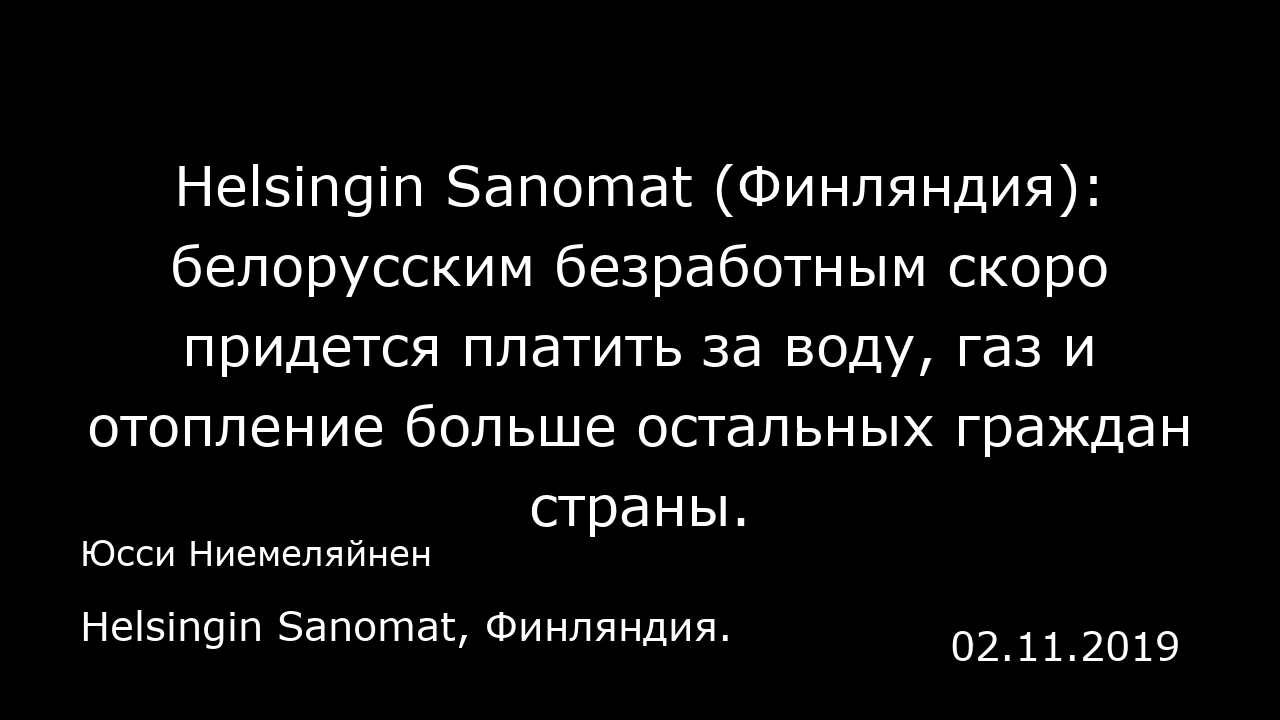 Helsingin Sanomat (Финляндия):
белорусским безработным скоро
придется платить за воду, газ и
отопление больше остальных граждан
страны.
Юсси Ниемеляйнен
Helsingin Sanomat, Финляндия.
02.11.2019